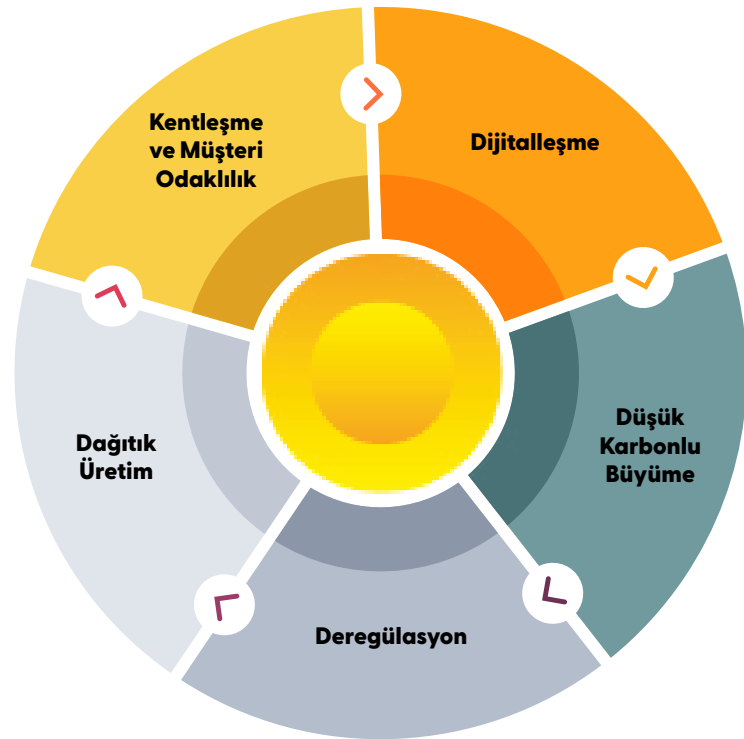 Kentleşme
ve Müşteri
Odaklılık
Dijitalleşme
Düşük
Karbonlu
Büyüme
Deregülasyon
Dağıtık
Üretim